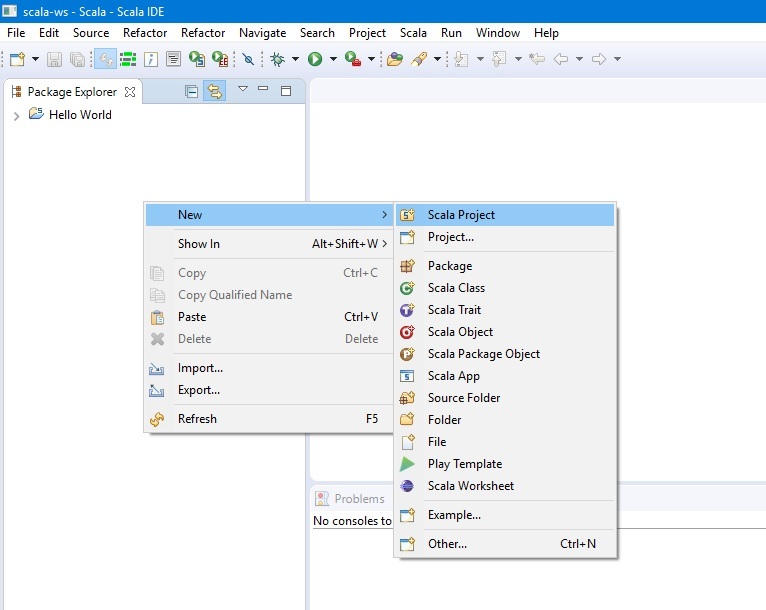 scala-ws - Scala - Scala IDE
File Edit Source Refactor Refactor Navigate Search Project Scala Run Window Help
Package Explorer
Hello World
New
Show In Alt+Shift+W
Copy Ctrl+C
Copy Qualified Name
Paste Ctrl+V
Delete Delete
Import...
Export...
Refresh F5
Scala Project
Project...
Package
Scala Class
Scala Trait
Scala Object
Scala Package Object
Scala App
Source Folder
Folder
File
Play Template
Scala Worksheet
Example...
Other... Ctrl+N
Problems
No consoles to